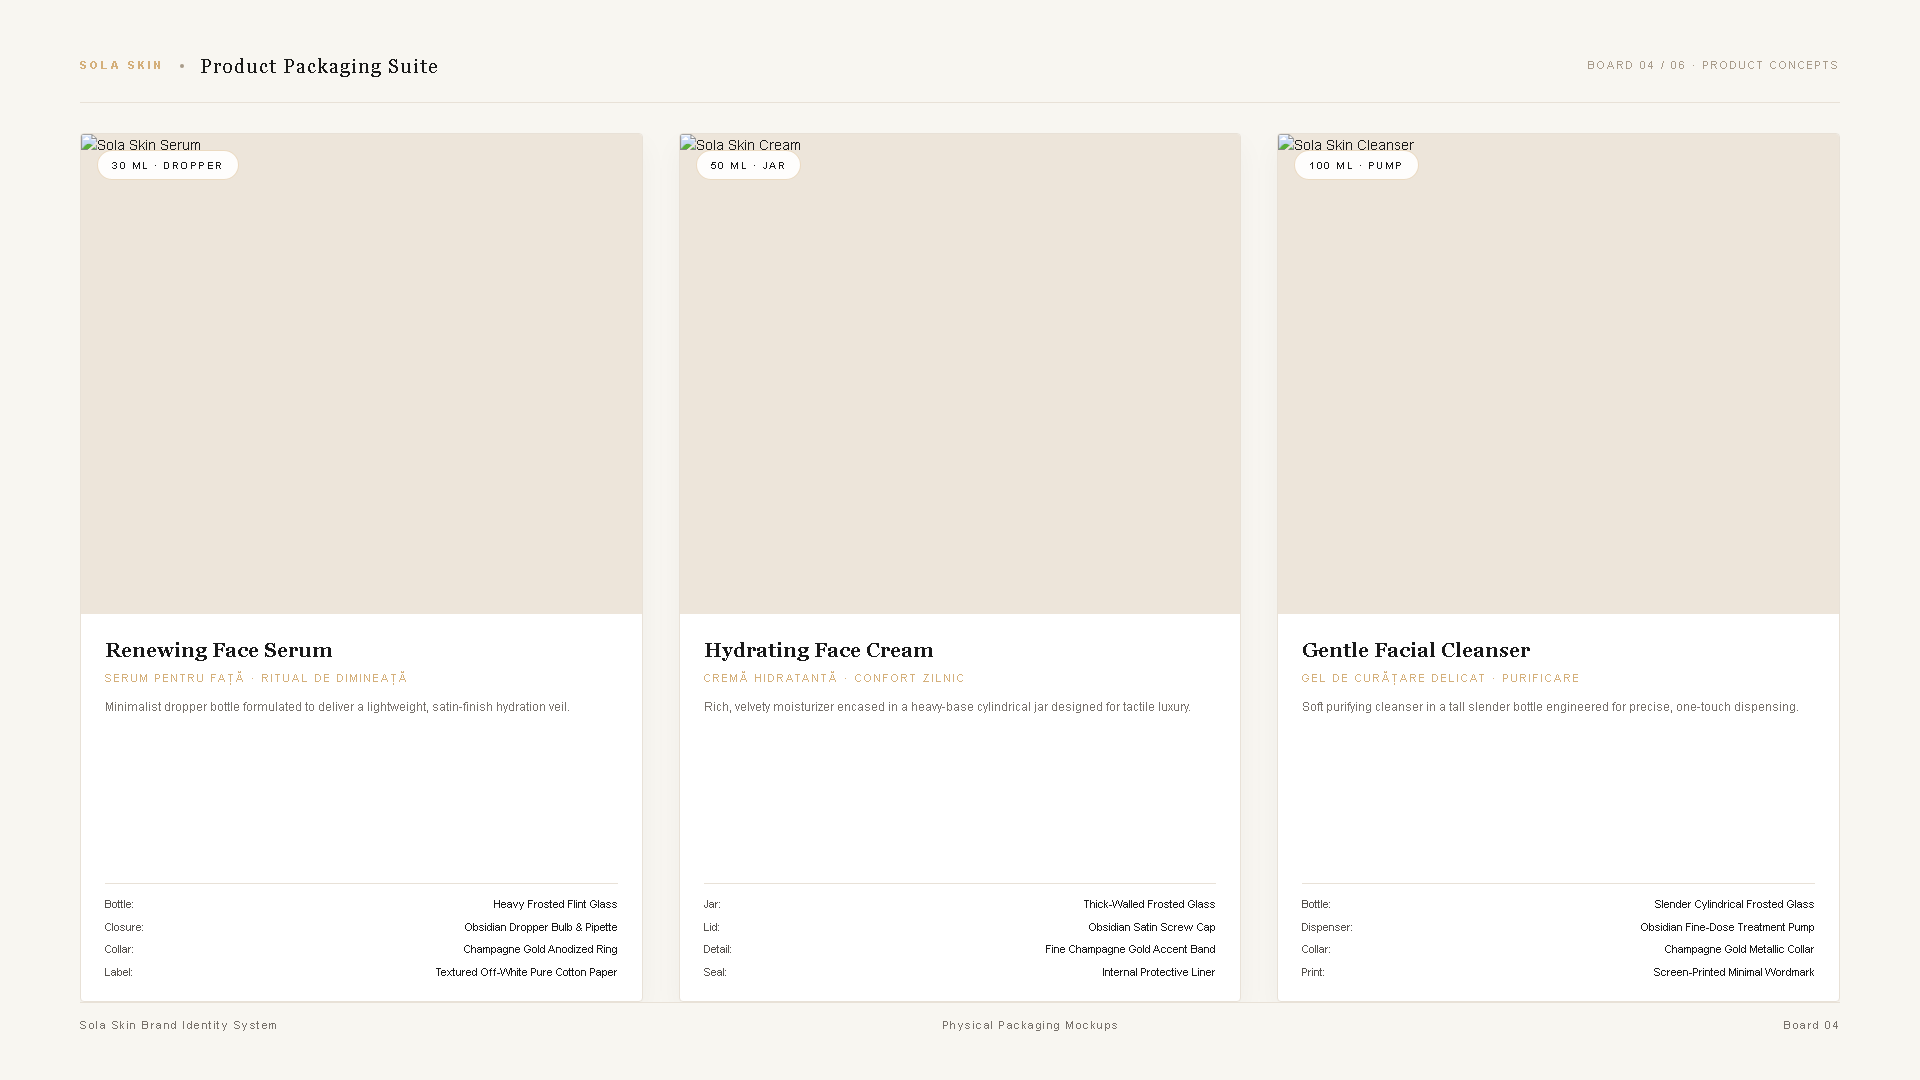 SOLA SKIN • Product Packaging Suite
BOARD 04 / 06 · PRODUCT CONCEPTS
Sola Skin Serum
30 ML · DROPPER
Renewing Face Serum
SERUM PENTRU FAȚĂ · RITUAL DE DIMINEAȚĂ
Minimalist dropper bottle formulated to deliver a lightweight, satin-finish hydration veil.
Bottle: Heavy Frosted Flint Glass
Closure: Obsidian Dropper Bulb & Pipette
Collar: Champagne Gold Anodized Ring
Label: Textured Off-White Pure Cotton Paper
Sola Skin Cream
50 ML · JAR
Hydrating Face Cream
CREMĂ HIDRATANTĂ · CONFORT ZILNIC
Rich, velvety moisturizer encased in a heavy-base cylindrical jar designed for tactile luxury.
Jar: Thick-Walled Frosted Glass
Lid: Obsidian Satin Screw Cap
Detail: Fine Champagne Gold Accent Band
Seal: Internal Protective Liner
Sola Skin Cleanser
100 ML · PUMP
Gentle Facial Cleanser
GEL DE CURĂȚARE DELICAT · PURIFICARE
Soft purifying cleanser in a tall slender bottle engineered for precise, one-touch dispensing.
Bottle: Slender Cylindrical Frosted Glass
Dispenser: Obsidian Fine-Dose Treatment Pump
Collar: Champagne Gold Metallic Collar
Print: Screen-Printed Minimal Wordmark
Sola Skin Brand Identity System
Physical Packaging Mockups
Board 04